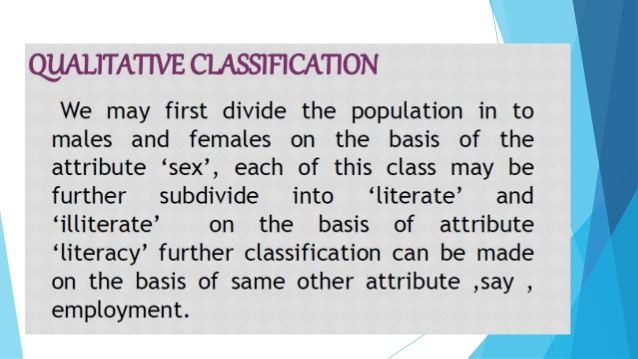 QUALITATIVE CLASSIFICATION
We may first divide the population in to
males and females on the basis of the
attribute ‘sex’, each of this class may be
further subdivide into ‘literate’ and
‘illiterate’ on the basis of attribute
‘literacy’ further classification can be made
on the basis of same other attribute ,say ,
employment.